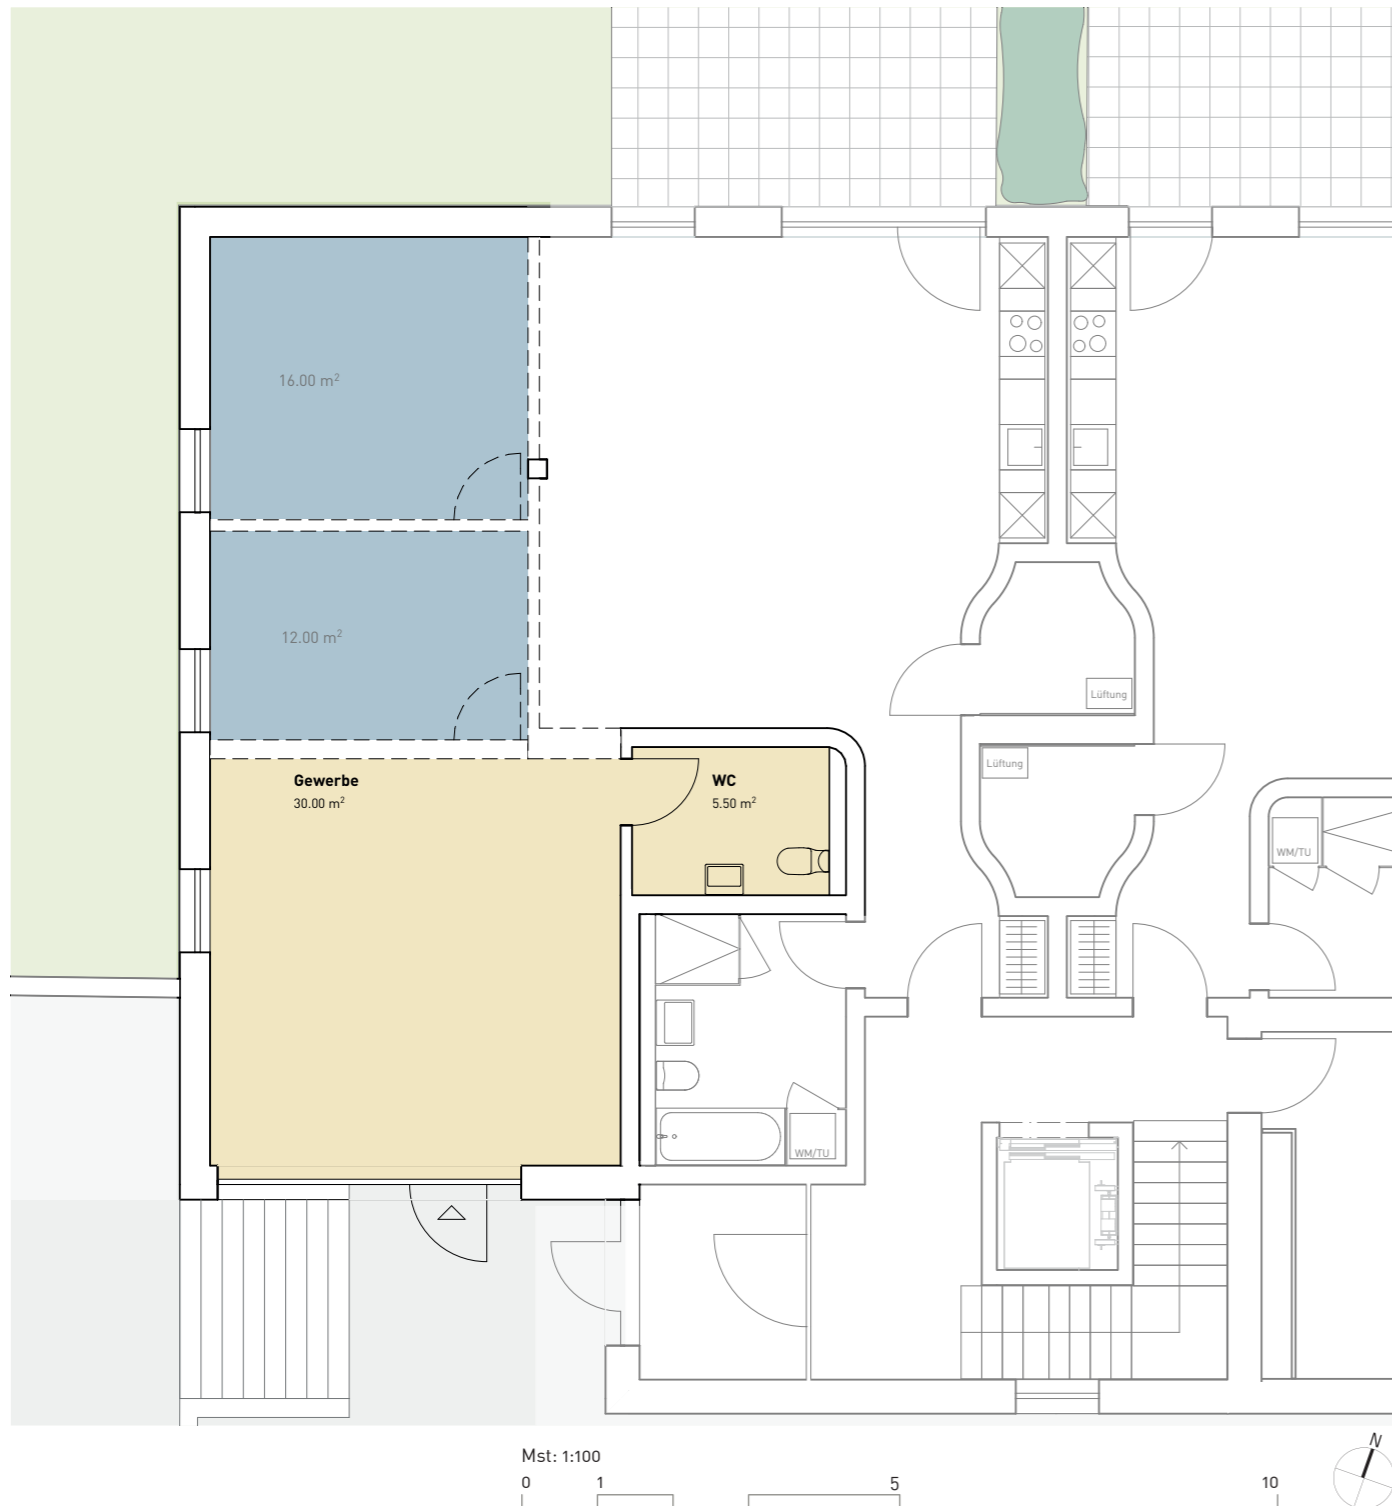 16.00 m²
12.00 m²
Lüftung
Lüftung
Gewerbe
30.00 m²
WC
5.50 m²
WM/TU
WM/TU
Mst: 1:100
0 1 5 10
N